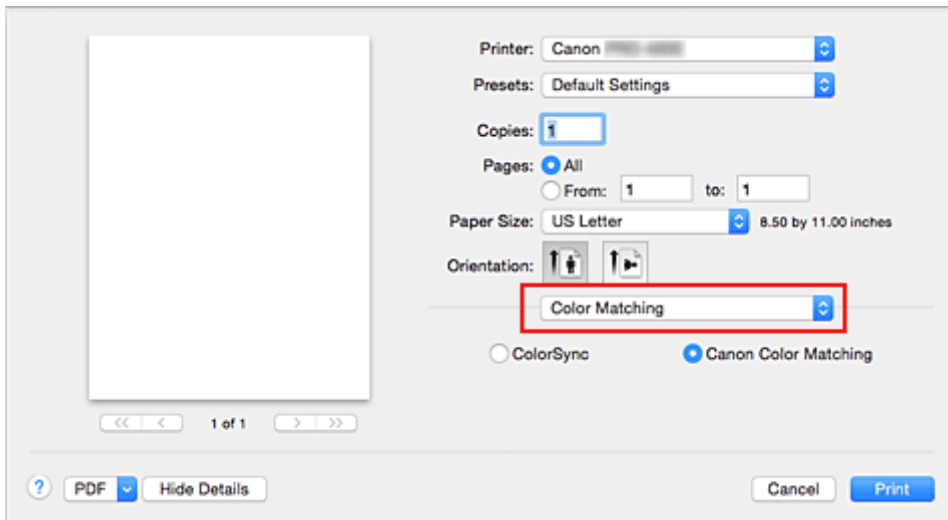 Printer: Canon
Presets: Default Settings
Copies: 1
Pages: All
From: 1 to: 1
Paper Size: US Letter 8.50 by 11.00 inches
Orientation:
Color Matching
ColorSync Canon Color Matching
1 of 1
? PDF Hide Details Cancel Print